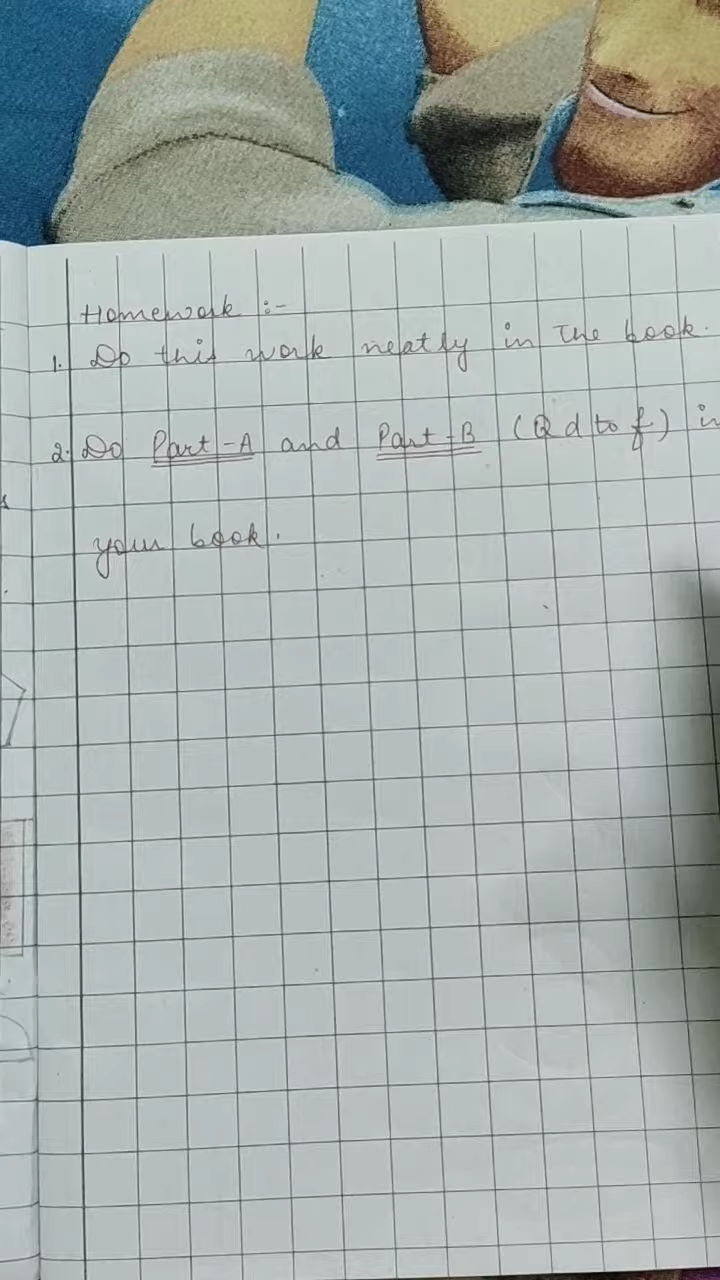 Homework :-
1. Do this work neatly in the book.
2. Do Part-A and Part-B (Q d to f) in
your book.